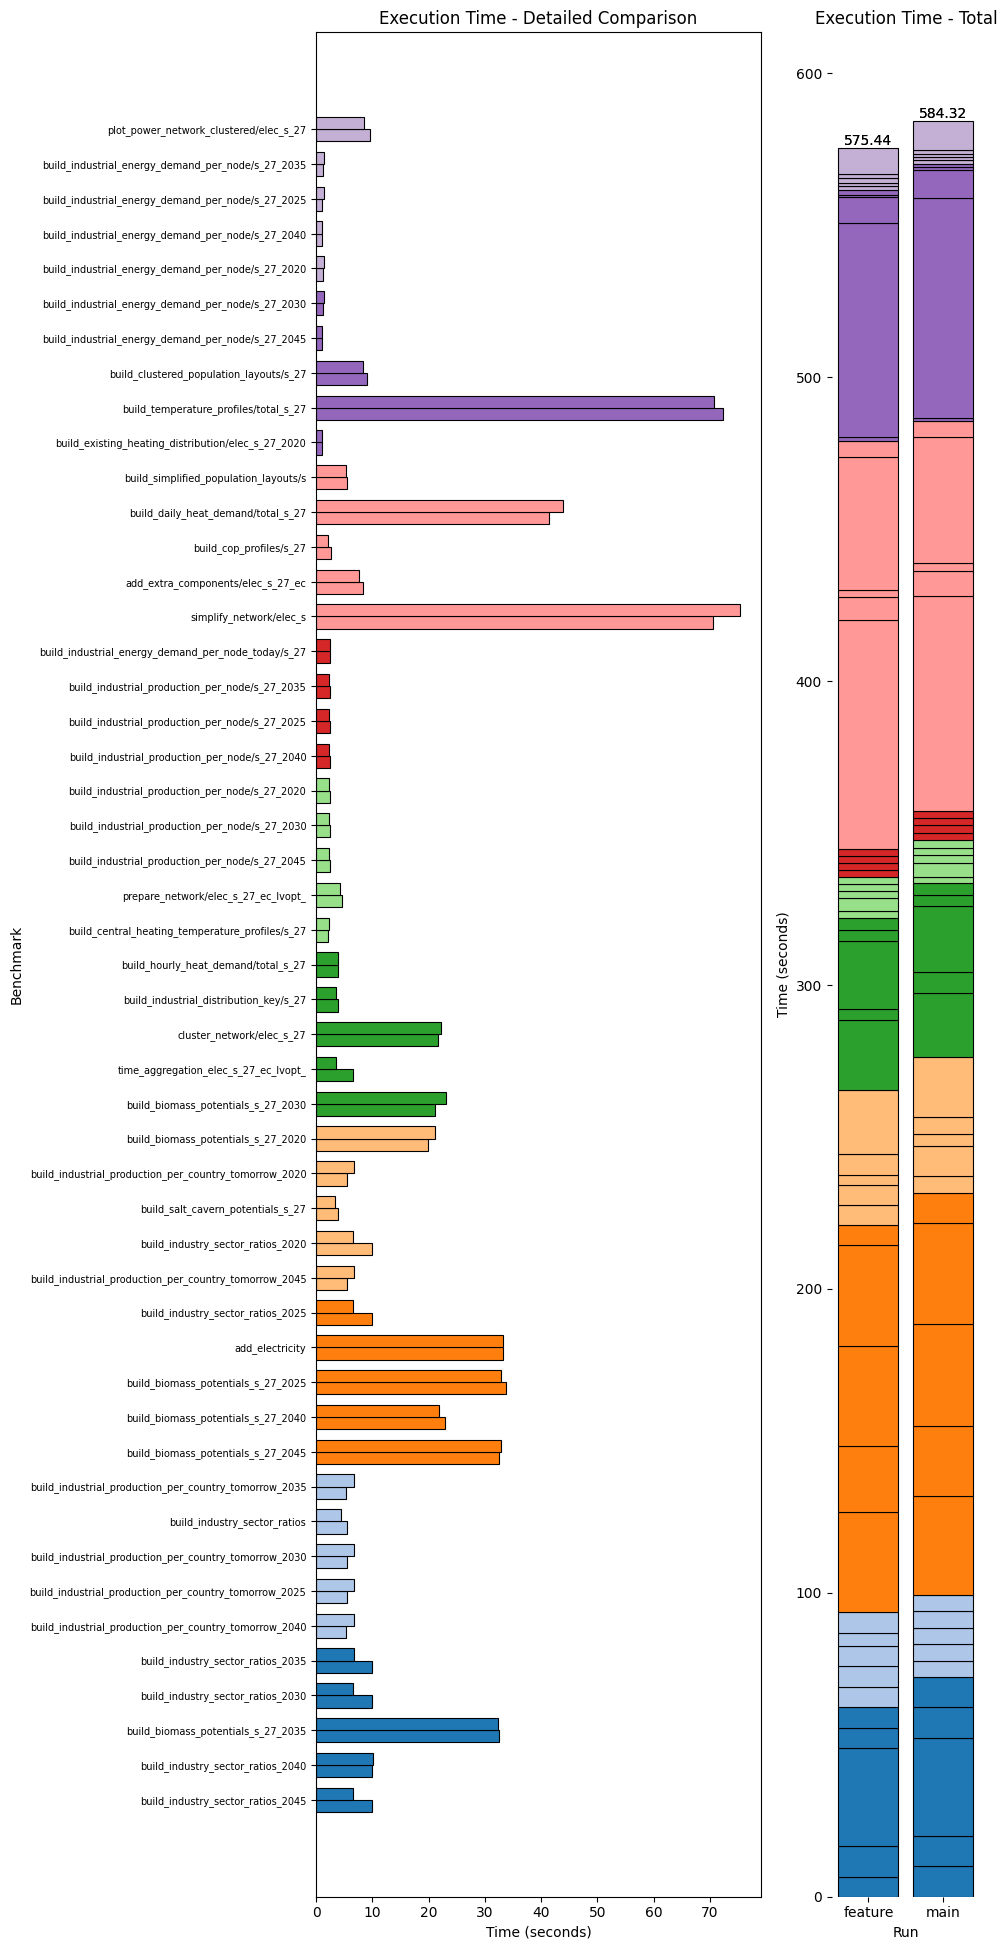 Execution Time - Detailed Comparison
Benchmark
plot_power_network_clustered/elec_s_27
build_industrial_energy_demand_per_node/s_27_2035
build_industrial_energy_demand_per_node/s_27_2025
build_industrial_energy_demand_per_node/s_27_2040
build_industrial_energy_demand_per_node/s_27_2020
build_industrial_energy_demand_per_node/s_27_2030
build_industrial_energy_demand_per_node/s_27_2045
build_clustered_population_layouts/s_27
build_temperature_profiles/total_s_27
build_existing_heating_distribution/elec_s_27_2020
build_simplified_population_layouts/s
build_daily_heat_demand/total_s_27
build_cop_profiles/s_27
add_extra_components/elec_s_27_ec
simplify_network/elec_s
build_industrial_energy_demand_per_node_today/s_27
build_industrial_production_per_node/s_27_2035
build_industrial_production_per_node/s_27_2025
build_industrial_production_per_node/s_27_2040
build_industrial_production_per_node/s_27_2020
build_industrial_production_per_node/s_27_2030
build_industrial_production_per_node/s_27_2045
prepare_network/elec_s_27_ec_lvopt_
build_central_heating_temperature_profiles/s_27
build_hourly_heat_demand/total_s_27
build_industrial_distribution_key/s_27
cluster_network/elec_s_27
time_aggregation_elec_s_27_ec_lvopt_
build_biomass_potentials_s_27_2030
build_biomass_potentials_s_27_2020
build_industrial_production_per_country_tomorrow_2020
build_salt_cavern_potentials_s_27
build_industry_sector_ratios_2020
build_industrial_production_per_country_tomorrow_2045
build_industry_sector_ratios_2025
add_electricity
build_biomass_potentials_s_27_2025
build_biomass_potentials_s_27_2040
build_biomass_potentials_s_27_2045
build_industrial_production_per_country_tomorrow_2035
build_industry_sector_ratios
build_industrial_production_per_country_tomorrow_2030
build_industrial_production_per_country_tomorrow_2025
build_industrial_production_per_country_tomorrow_2040
build_industry_sector_ratios_2035
build_industry_sector_ratios_2030
build_biomass_potentials_s_27_2035
build_industry_sector_ratios_2040
build_industry_sector_ratios_2045
0 10 20 30 40 50 60 70
Time (seconds)
Execution Time - Total
Time (seconds)
600
500
400
300
200
100
0
575.44
584.32
feature main
Run